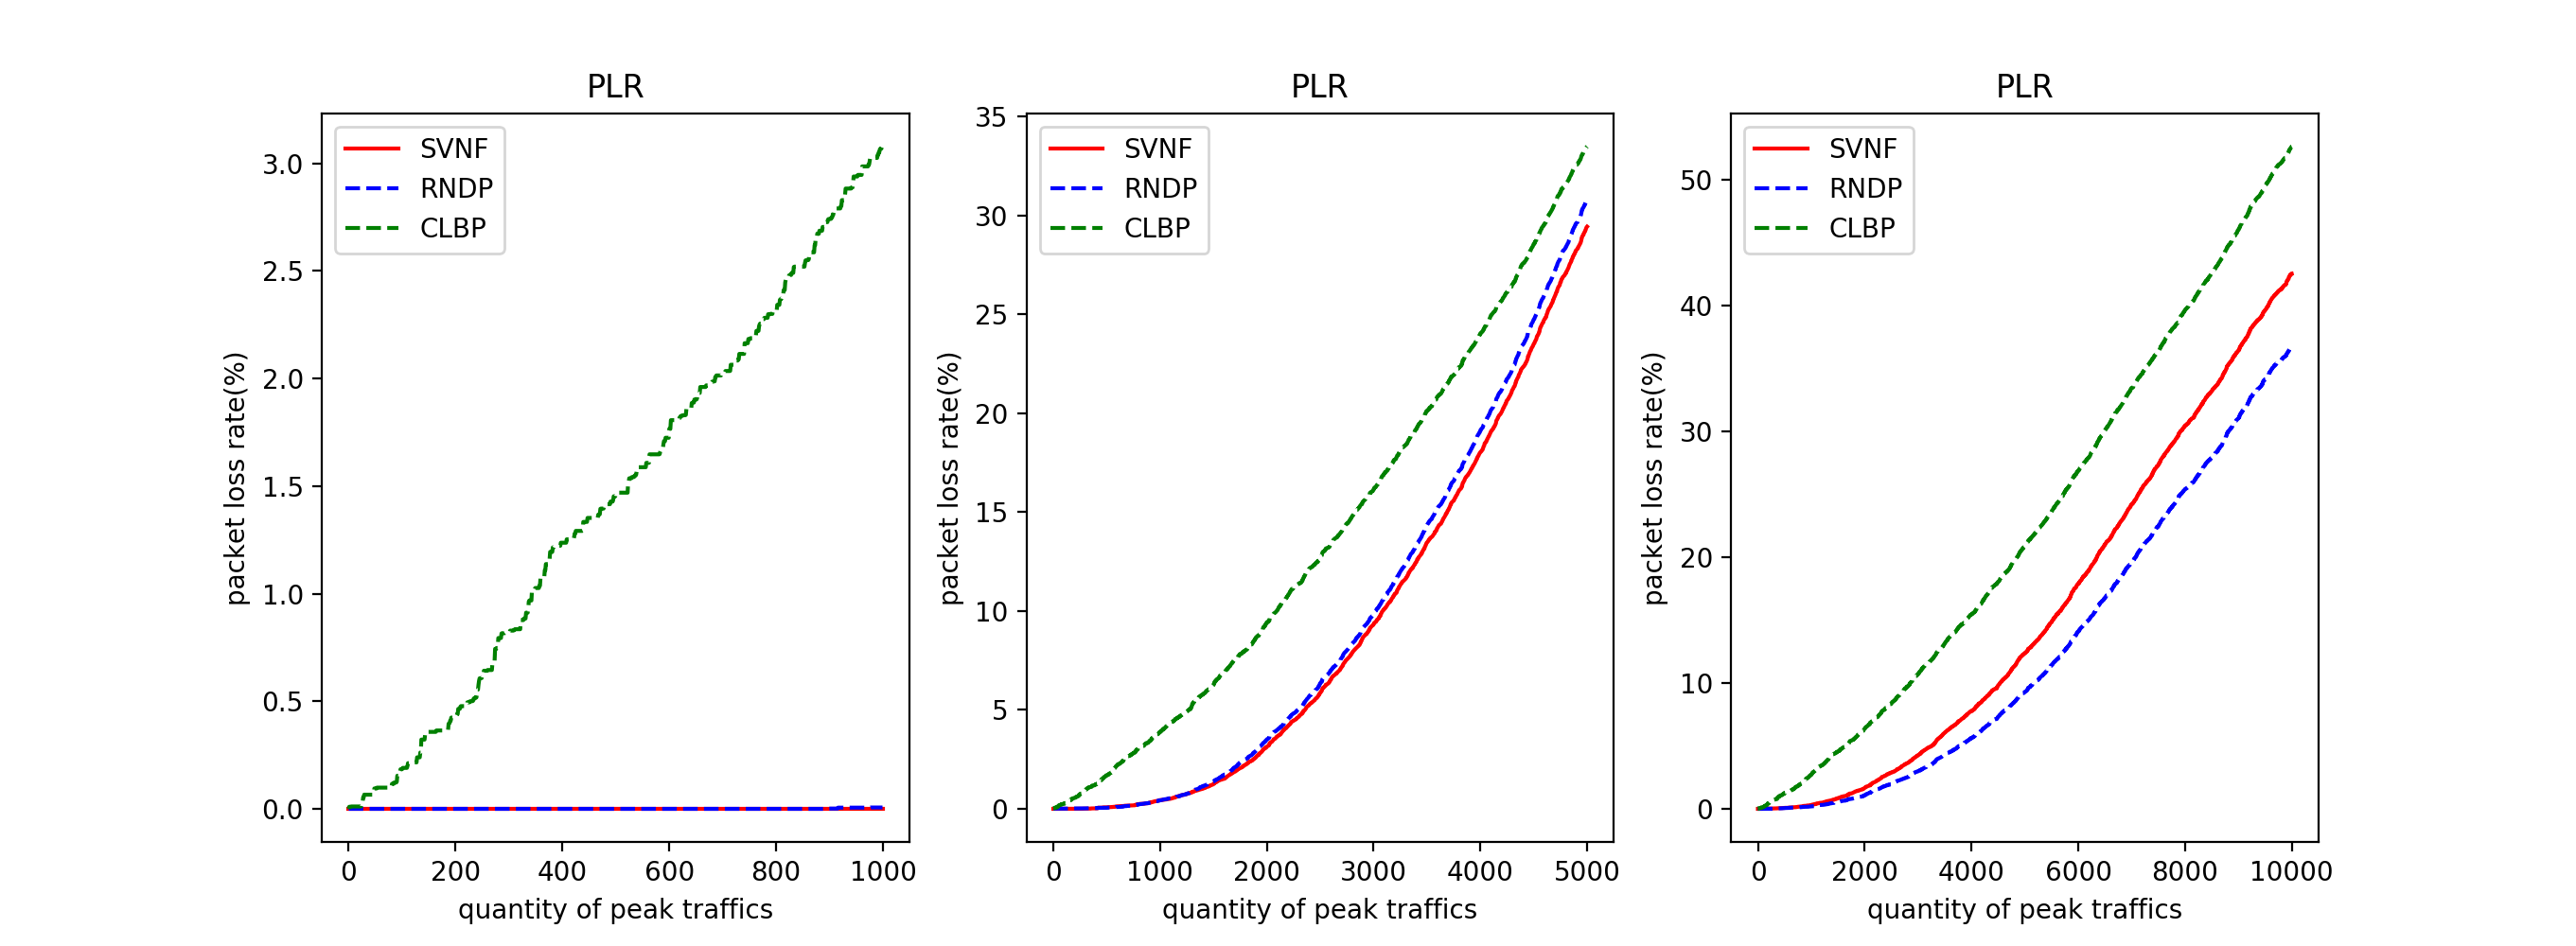 PLR
SVNF
RNDP
CLBP
3.0
2.5
2.0
1.5
1.0
0.5
0.0
packet loss rate(%)
0 200 400 600 800 1000
quantity of peak traffics
PLR
SVNF
RNDP
CLBP
35
30
25
20
15
10
5
0
packet loss rate(%)
0 1000 2000 3000 4000 5000
quantity of peak traffics
PLR
SVNF
RNDP
CLBP
50
40
30
20
10
0
packet loss rate(%)
0 2000 4000 6000 8000 10000
quantity of peak traffics